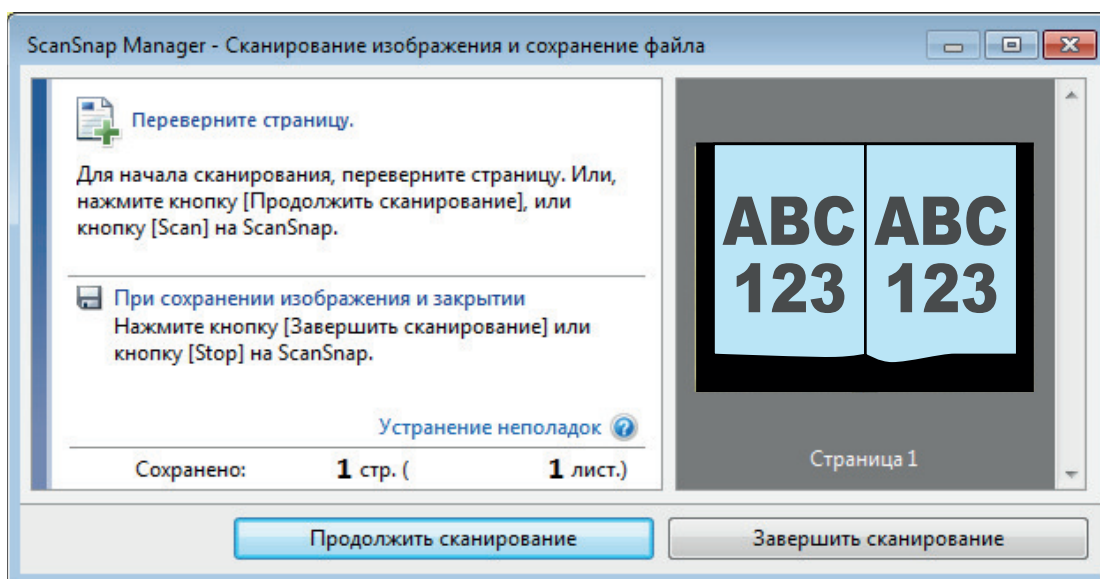 ScanSnap Manager - Сканирование изображения и сохранение файла
Переверните страницу.
Для начала сканирования, переверните страницу. Или,
нажмите кнопку [Продолжить сканирование], или
кнопку [Scan] на ScanSnap.
При сохранении изображения и закрытии
Нажмите кнопку [Завершить сканирование] или
кнопку [Stop] на ScanSnap.
Устранение неполадок ?
Сохранено: 1 стр. ( 1 лист.)
ABC ABC
123 123
Страница 1
Продолжить сканирование Завершить сканирование